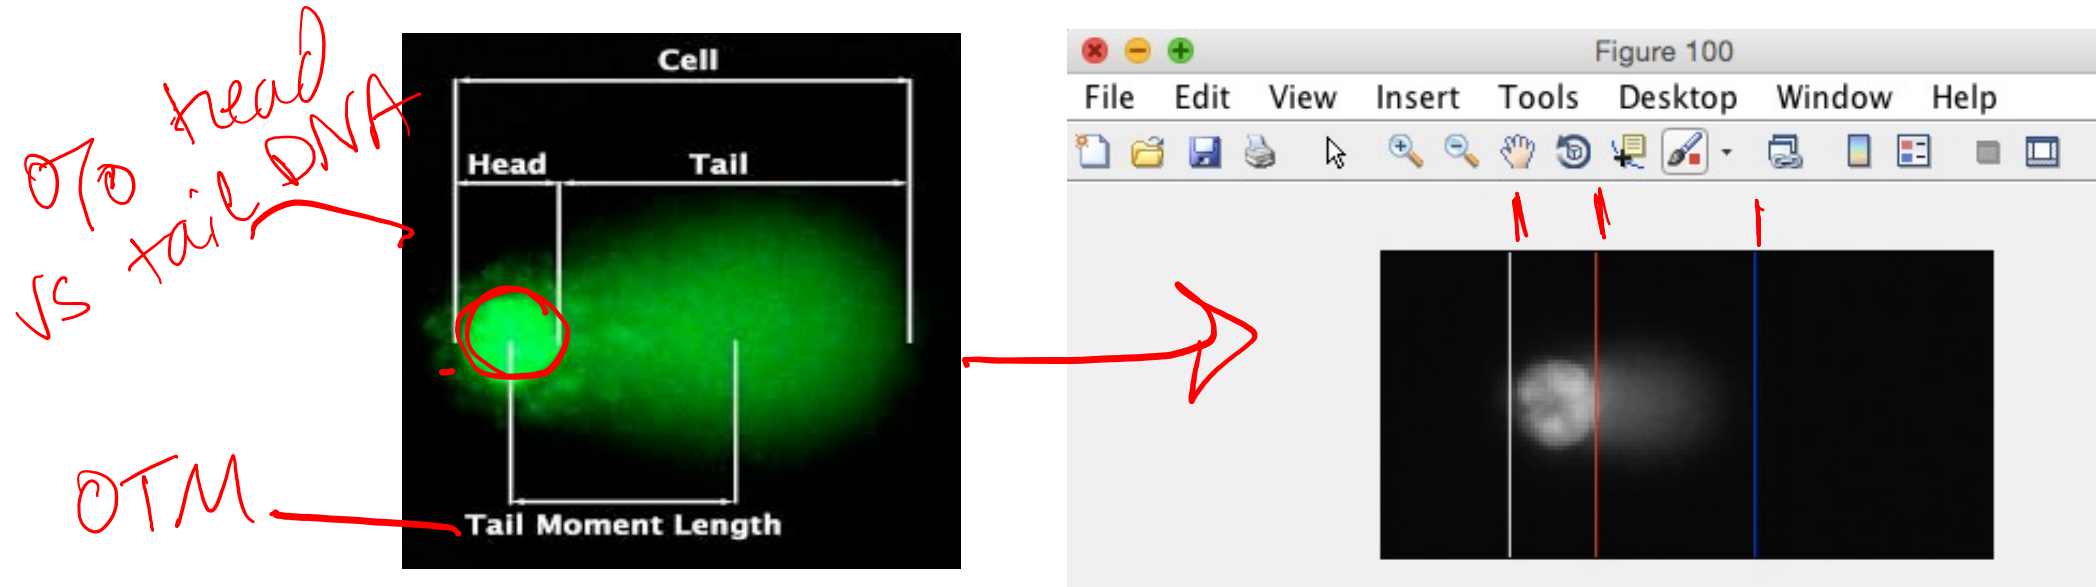 % head
vs tail DNA
OTM
Cell
Head Tail
Tail Moment Length
Figure 100
File Edit View Insert Tools Desktop Window Help